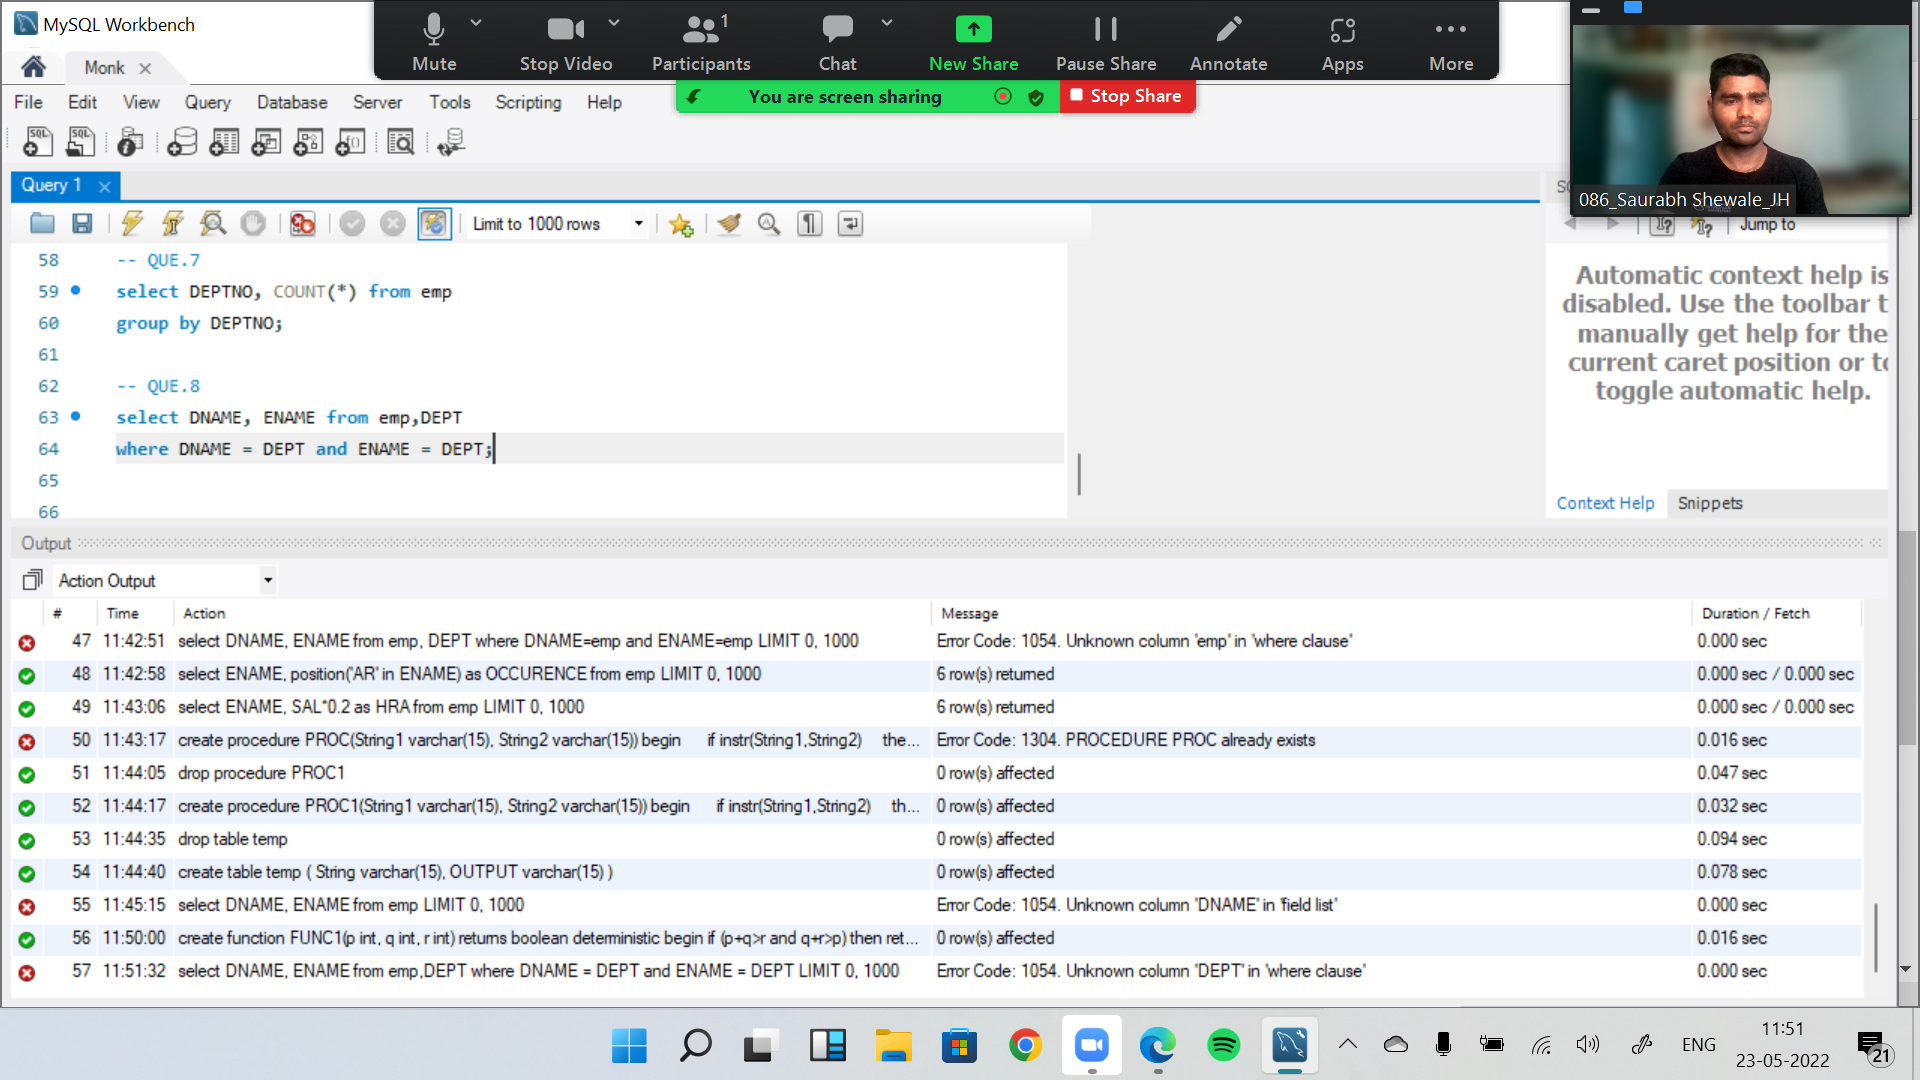 MySQL Workbench
Mute
Stop Video
1
Participants
Chat
New Share
Pause Share
Annotate
Apps
More
You are screen sharing
Stop Share
086_Saurabh Shewale_JH
Monk
File Edit View Query Database Server Tools Scripting Help
Query 1
Limit to 1000 rows
Jump to
58 -- QUE.7
59 select DEPTNO, COUNT(*) from emp
60 group by DEPTNO;
61
62 -- QUE.8
63 select DNAME, ENAME from emp,DEPT
64 where DNAME = DEPT and ENAME = DEPT;
65
66
Automatic context help is
disabled. Use the toolbar t
manually get help for the
current caret position or to
toggle automatic help.
Context Help Snippets
Output
Action Output
# Time Action Message Duration / Fetch
47 11:42:51 select DNAME, ENAME from emp, DEPT where DNAME=emp and ENAME=emp LIMIT 0, 1000 Error Code: 1054. Unknown column 'emp' in 'where clause' 0.000 sec
48 11:42:58 select ENAME, position('AR' in ENAME) as OCCURENCE from emp LIMIT 0, 1000 6 row(s) returned 0.000 sec / 0.000 sec
49 11:43:06 select ENAME, SAL*0.2 as HRA from emp LIMIT 0, 1000 6 row(s) returned 0.000 sec / 0.000 sec
50 11:43:17 create procedure PROC(String1 varchar(15), String2 varchar(15)) begin if instr(String1,String2) the... Error Code: 1304. PROCEDURE PROC already exists 0.016 sec
51 11:44:05 drop procedure PROC1 0 row(s) affected 0.047 sec
52 11:44:17 create procedure PROC1(String1 varchar(15), String2 varchar(15)) begin if instr(String1,String2) th... 0 row(s) affected 0.032 sec
53 11:44:35 drop table temp 0 row(s) affected 0.094 sec
54 11:44:40 create table temp ( String varchar(15), OUTPUT varchar(15) ) 0 row(s) affected 0.078 sec
55 11:45:15 select DNAME, ENAME from emp LIMIT 0, 1000 Error Code: 1054. Unknown column 'DNAME' in 'field list' 0.000 sec
56 11:50:00 create function FUNC1(p int, q int, r int) returns boolean deterministic begin if (p+q>r and q+r>p) then ret... 0 row(s) affected 0.016 sec
57 11:51:32 select DNAME, ENAME from emp,DEPT where DNAME = DEPT and ENAME = DEPT LIMIT 0, 1000 Error Code: 1054. Unknown column 'DEPT' in 'where clause' 0.000 sec
ENG
11:51
23-05-2022
21